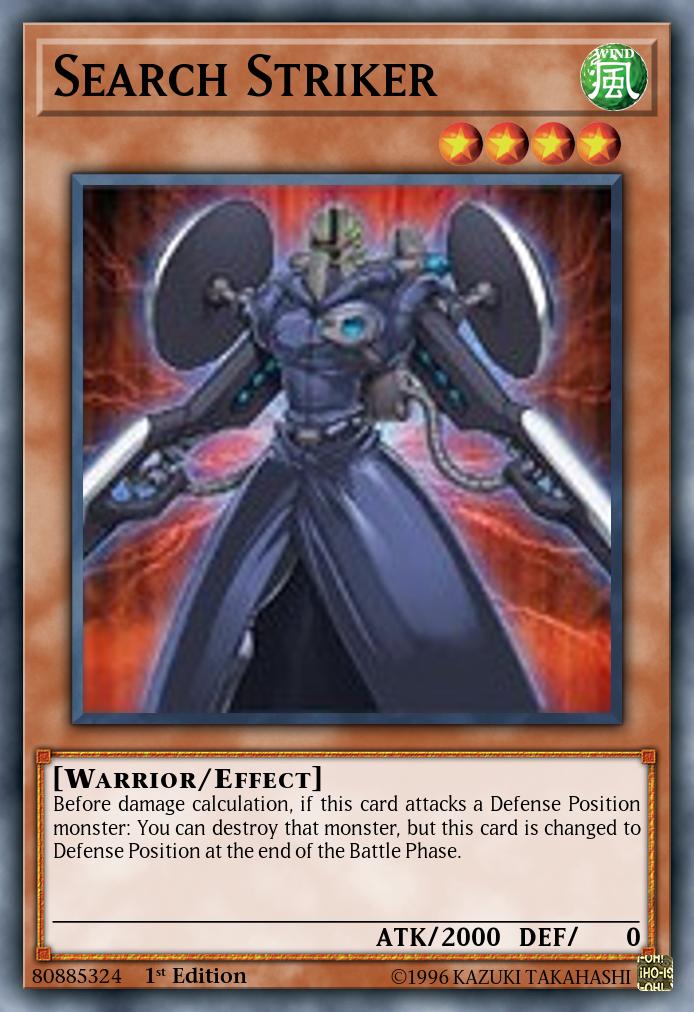 Search Striker
WIND
風
[Warrior/Effect]
Before damage calculation, if this card attacks a Defense Position
monster: You can destroy that monster, but this card is changed to
Defense Position at the end of the Battle Phase.
ATK/2000 DEF/ 0
80885324 1st Edition ©1996 KAZUKI TAKAHASHI